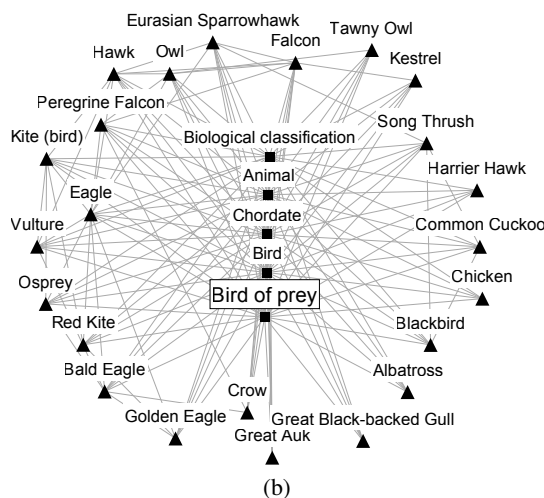 Eurasian Sparrowhawk
Tawny Owl
Hawk
Owl
Falcon
Kestrel
Peregrine Falcon
Biological classification
Song Thrush
Kite (bird)
Animal
Harrier Hawk
Eagle
Chordate
Vulture
Bird
Common Cuckoo
Osprey
Bird of prey
Chicken
Red Kite
Blackbird
Bald Eagle
Albatross
Crow
Golden Eagle
Great Black-backed Gull
Great Auk
(b)